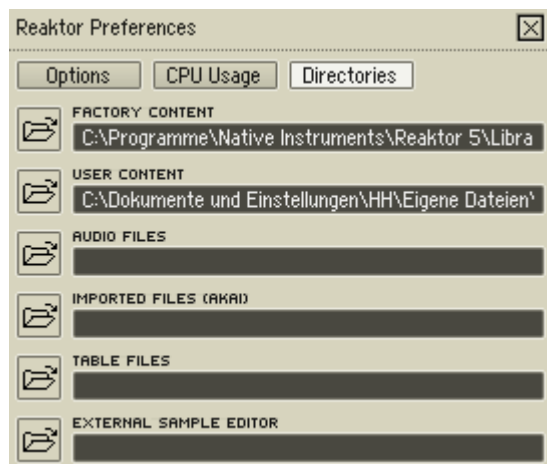 Reaktor Preferences
Options CPU Usage Directories
FACTORY CONTENT
C:\Programme\Native Instruments\Reaktor 5\Libra
USER CONTENT
C:\Dokumente und Einstellungen\HH\Eigene Dateien\
AUDIO FILES
IMPORTED FILES (AKAI)
TABLE FILES
EXTERNAL SAMPLE EDITOR